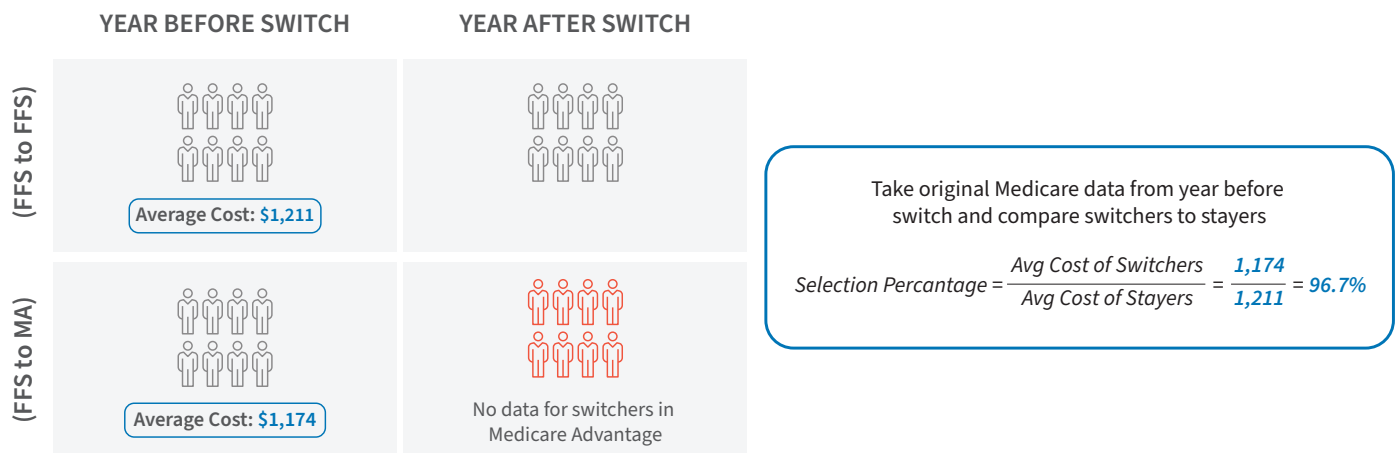 YEAR BEFORE SWITCH
YEAR AFTER SWITCH
(FFS to FFS)
Average Cost: $1,211
(FFS to MA)
Average Cost: $1,174
No data for switchers in
Medicare Advantage
Take original Medicare data from year before
switch and compare switchers to stayers
Selection Percantage = Avg Cost of Switchers / Avg Cost of Stayers = 1,174 / 1,211 = 96.7%